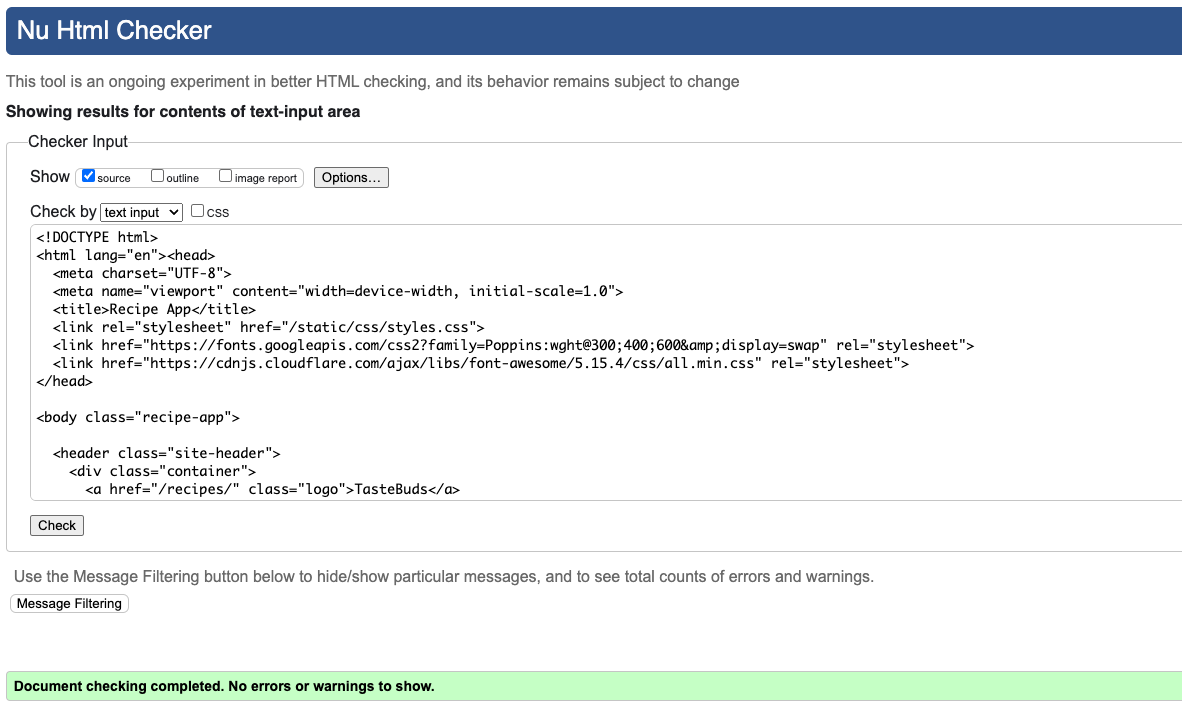 Nu Html Checker
This tool is an ongoing experiment in better HTML checking, and its behavior remains subject to change
Showing results for contents of text-input area
Checker Input
Show source outline image report Options...
Check by text input CSS
<!DOCTYPE html>
<html lang="en"><head>
  <meta charset="UTF-8">
  <meta name="viewport" content="width=device-width, initial-scale=1.0">
  <title>Recipe App</title>
  <link rel="stylesheet" href="/static/css/styles.css">
  <link href="https://fonts.googleapis.com/css2?family=Poppins:wght@300;400;600&amp;display=swap" rel="stylesheet">
  <link href="https://cdnjs.cloudflare.com/ajax/libs/font-awesome/5.15.4/css/all.min.css" rel="stylesheet">
</head>
<body class="recipe-app">
  <header class="site-header">
    <div class="container">
      <a href="/recipes/" class="logo">TasteBuds</a>
Check
Use the Message Filtering button below to hide/show particular messages, and to see total counts of errors and warnings.
Message Filtering
Document checking completed. No errors or warnings to show.